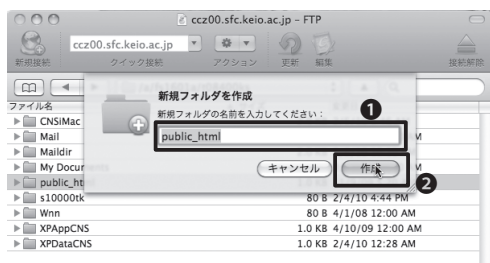 ccz00.sfc.keio.ac.jp – FTP
ccz00.sfc.keio.ac.jp
新規接続 クイック接続 アクション 更新 編集 接続解除
新規フォルダを作成
新規フォルダの名前を入力してください：
❶
public_html
キャンセル 作成
❷
ファイル名
CNSiMac
Mail M
Maildir
My Docum M
public_ht
s10000tk 80 B 2/4/10 4:44 PM
Wnn 80 B 4/1/08 12:00 AM
XPAppCNS 1.0 KB 4/10/09 12:00 AM
XPDataCNS 1.0 KB 2/4/10 12:28 AM